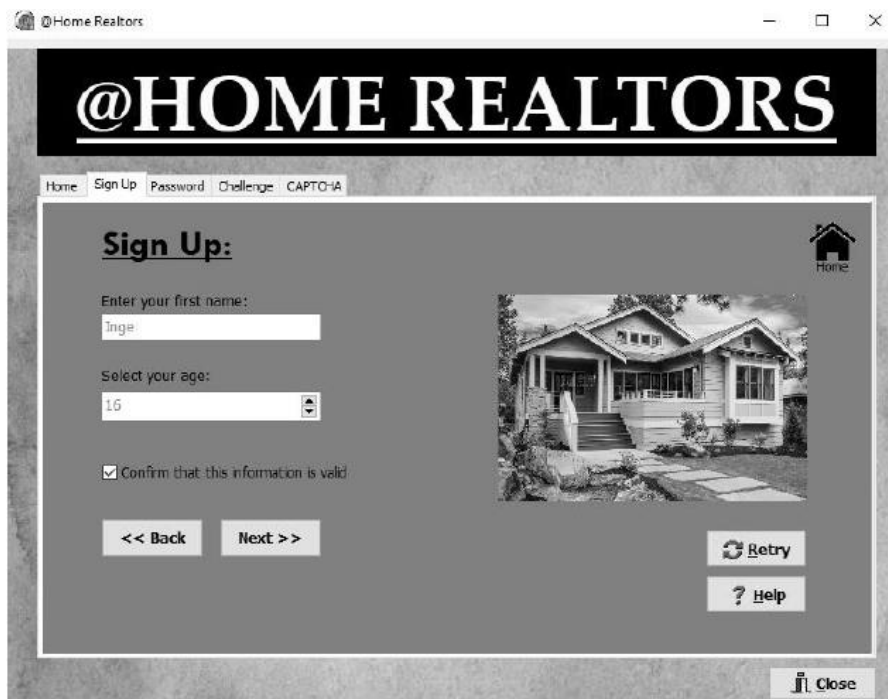 @Home Realtors
@HOME REALTORS
Home Sign Up Password Challenge CAPTCHA
Sign Up:
Home
Enter your first name:
Inge
Select your age:
16
Confirm that this information is valid
<< Back Next >>
Retry
Help
Close